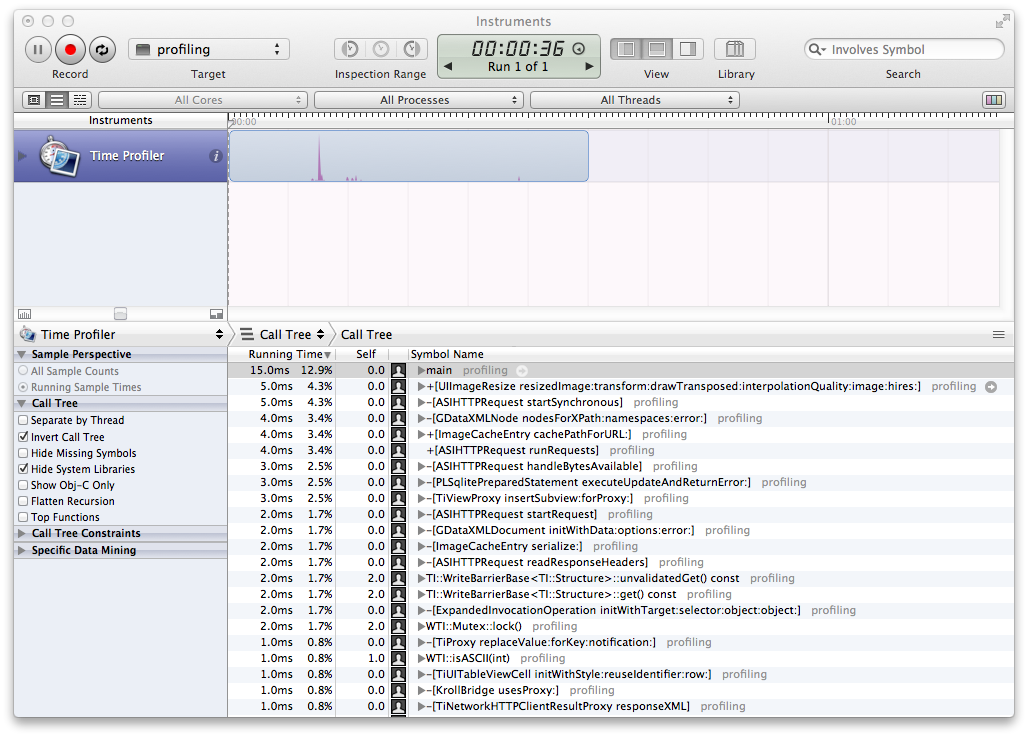 Instruments
profiling
00:00:36
Run 1 of 1
Involves Symbol
Record
Target
Inspection Range
View
Library
Search
All Cores
All Processes
All Threads
Instruments
00:00
01:00
Time Profiler
Time Profiler
Call Tree
Call Tree
Sample Perspective
All Sample Counts
Running Sample Times
Call Tree
Separate by Thread
Invert Call Tree
Hide Missing Symbols
Hide System Libraries
Show Obj-C Only
Flatten Recursion
Top Functions
Call Tree Constraints
Specific Data Mining
Running Time Self Symbol Name
15.0ms 12.9% 0.0 main profiling
5.0ms 4.3% 0.0 +[UIImageResize resizedImage:transform:drawTransposed:interpolationQuality:image:hires:] profiling
5.0ms 4.3% 0.0 -[ASIHTTPRequest startSynchronous] profiling
4.0ms 3.4% 0.0 -[GDataXMLNode nodesForXPath:namespaces:error:] profiling
4.0ms 3.4% 0.0 +[ImageCacheEntry cachePathForURL:] profiling
4.0ms 3.4% 0.0 +[ASIHTTPRequest runRequests] profiling
3.0ms 2.5% 0.0 -[ASIHTTPRequest handleBytesAvailable] profiling
3.0ms 2.5% 0.0 -[PLSqlitePreparedStatement executeUpdateAndReturnError:] profiling
3.0ms 2.5% 0.0 -[TiViewProxy insertSubview:forProxy:] profiling
2.0ms 1.7% 0.0 -[ASIHTTPRequest startRequest] profiling
2.0ms 1.7% 0.0 -[GDataXMLDocument initWithData:options:error:] profiling
2.0ms 1.7% 0.0 -[ImageCacheEntry serialize:] profiling
2.0ms 1.7% 0.0 -[ASIHTTPRequest readResponseHeaders] profiling
2.0ms 1.7% 2.0 TI::WriteBarrierBase<TI::Structure>::unvalidatedGet() const profiling
2.0ms 1.7% 2.0 TI::WriteBarrierBase<TI::Structure>::get() const profiling
2.0ms 1.7% 0.0 -[ExpandedInvocationOperation initWithTarget:selector:object:object:] profiling
2.0ms 1.7% 2.0 WTI::Mutex::lock() profiling
1.0ms 0.8% 0.0 -[TiProxy replaceValue:forKey:notification:] profiling
1.0ms 0.8% 1.0 WTI::isASCII(int) profiling
1.0ms 0.8% 0.0 -[TiUITableViewCell initWithStyle:reuseIdentifier:row:] profiling
1.0ms 0.8% 0.0 -[KrollBridge usesProxy:] profiling
1.0ms 0.8% 0.0 -[TiNetworkHTTPClientResultProxy responseXML] profiling